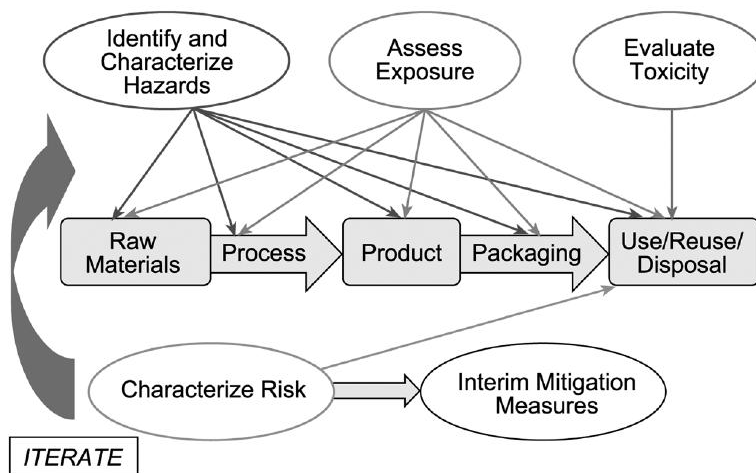 Identify and
Characterize
Hazards
Assess
Exposure
Evaluate
Toxicity
Raw
Materials
Process
Product
Packaging
Use/Reuse/
Disposal
Characterize Risk
Interim Mitigation
Measures
ITERATE